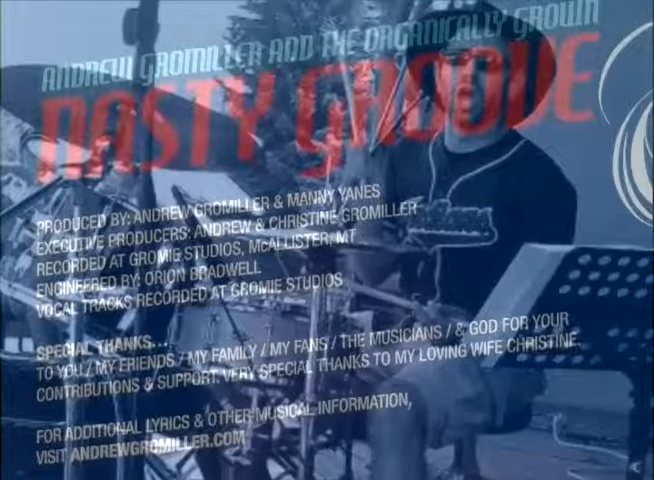 ANDREW GROMILLER AND THE ORGANICALLY GROWN
NASTY GROOVE
PRODUCED BY: ANDREW GROMILLER & MANNY YANES
EXECUTIVE PRODUCERS: ANDREW & CHRISTINE GROMILLER
RECORDED AT GROMIE STUDIOS, MCALLISTER, MT
ENGINEERED BY: ORION BRADWELL
VOCAL TRACKS RECORDED AT GROMIE STUDIOS
SPECIAL THANKS...
TO YOU / MY FRIENDS / MY FAMILY / MY FANS / THE MUSICIANS / & GOD FOR YOUR
CONTRIBUTIONS & SUPPORT. VERY SPECIAL THANKS TO MY LOVING WIFE CHRISTINE.
FOR ADDITIONAL LYRICS & OTHER MUSICAL INFORMATION,
VISIT ANDREWGROMILLER.COM